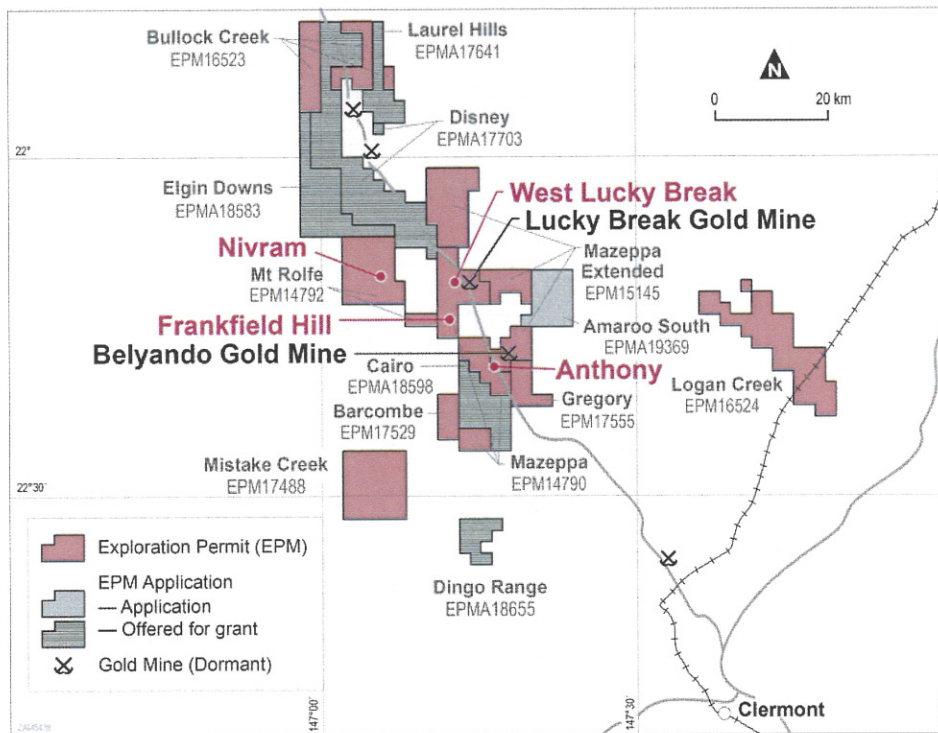 Bullock Creek
EPM16523
Laurel Hills
EPMA17641
N
0
20 km
Disney
EPMA17703
22°
Elgin Downs
EPMA18583
West Lucky Break
Lucky Break Gold Mine
Nivram
Mt Rolfe
EPM14792
Mazeppa
Extended
EPM15145
Frankfield Hill
Amaroo South
EPMA19369
Belyando Gold Mine
Cairo
EPMA18598
Anthony
Logan Creek
EPM16524
Barcombe
EPM17529
Gregory
EPM17555
Mistake Creek
EPM17488
Mazeppa
EPM14790
22°30'
Exploration Permit (EPM)
EPM Application
— Application
— Offered for grant
Gold Mine (Dormant)
Dingo Range
EPMA18655
147°00'
147°30'
Clermont